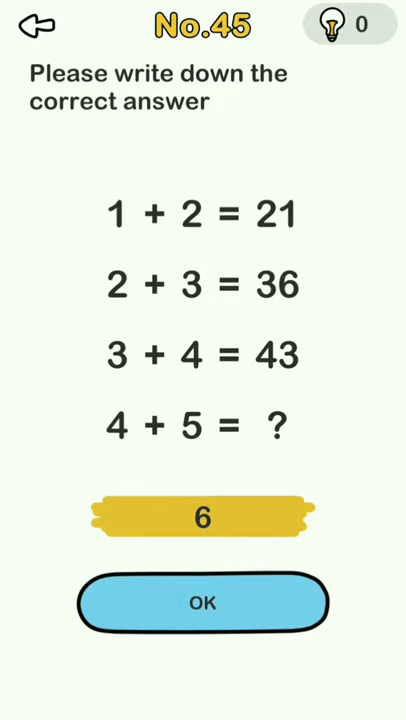 No.45
0
Please write down the
correct answer
1 + 2 = 21
2 + 3 = 36
3 + 4 = 43
4 + 5 = ?
6
OK